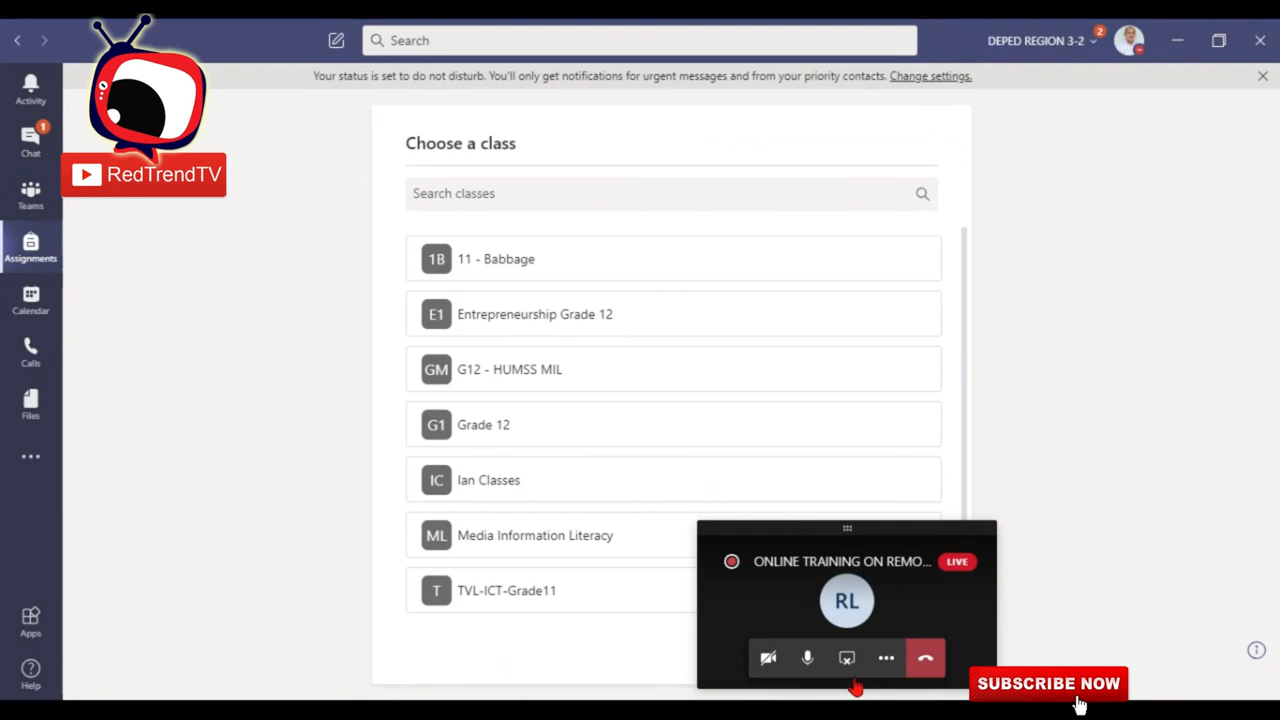 Search
DEPED REGION 3-2
2
Your status is set to do not disturb. You'll only get notifications for urgent messages and from your priority contacts. Change settings.
RedTrendTV
Activity
Chat
1
Teams
Assignments
Calendar
Calls
Files
Apps
Help
Choose a class
Search classes
1B 11 - Babbage
E1 Entrepreneurship Grade 12
GM G12 - HUMSS MIL
G1 Grade 12
IC Ian Classes
ML Media Information Literacy
T TVL-ICT-Grade11
ONLINE TRAINING ON REMO... LIVE
RL
SUBSCRIBE NOW